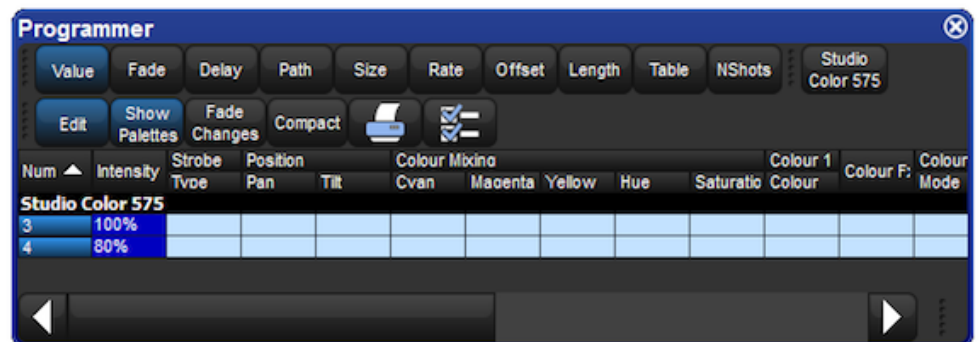 Programmer
Value Fade Delay Path Size Rate Offset Length Table NShots Studio Color 575
Edit Show Palettes Fade Changes Compact
Num Intensity Strobe Position Colour Mixing Colour 1 Colour F: Colour
Type Pan Tilt Cyan Magenta Yellow Hue Saturatio Colour Mode
Studio Color 575
3 100%
4 80%